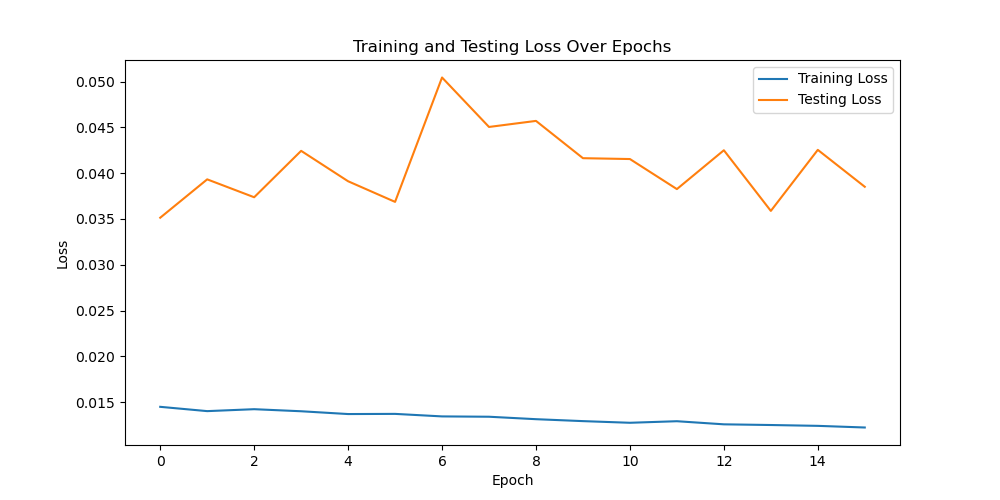 Training and Testing Loss Over Epochs
Training Loss
Testing Loss
0.050
0.045
0.040
0.035
0.030
0.025
0.020
0.015
Loss
0 2 4 6 8 10 12 14
Epoch